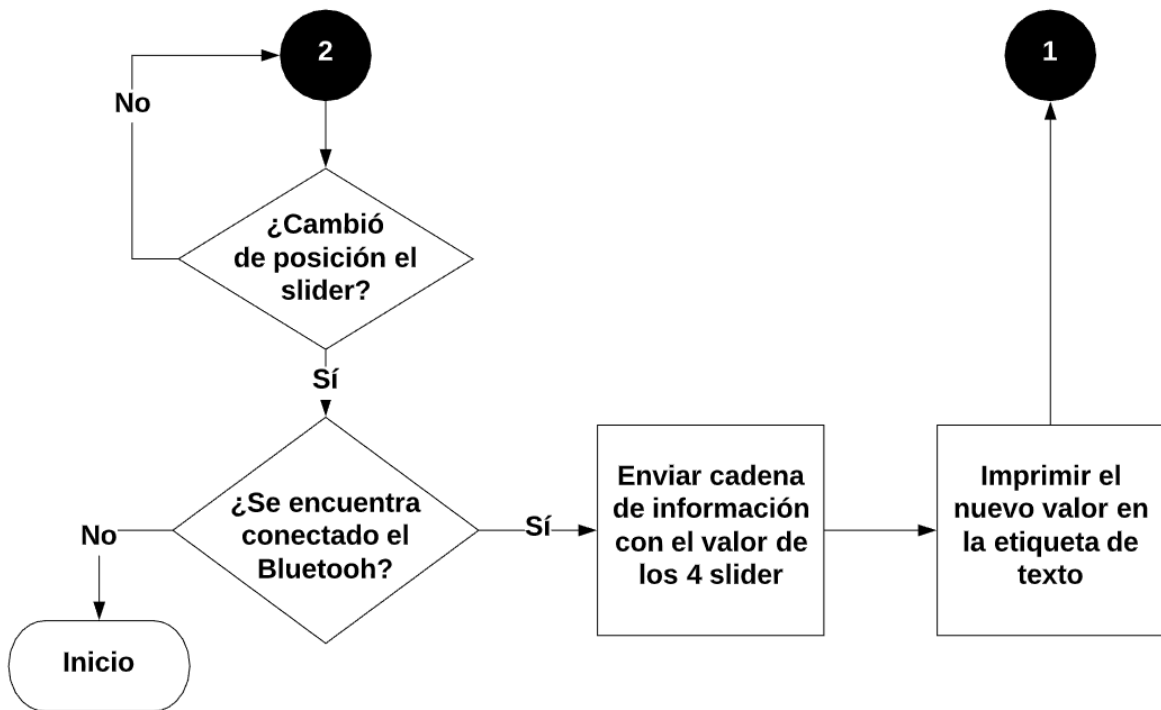 2
1
No
¿Cambió
de posición el
slider?
Sí
¿Se encuentra
conectado el
Bluetooh?
No
Sí
Enviar cadena
de información
con el valor de
los 4 slider
Imprimir el
nuevo valor en
la etiqueta de
texto
Inicio